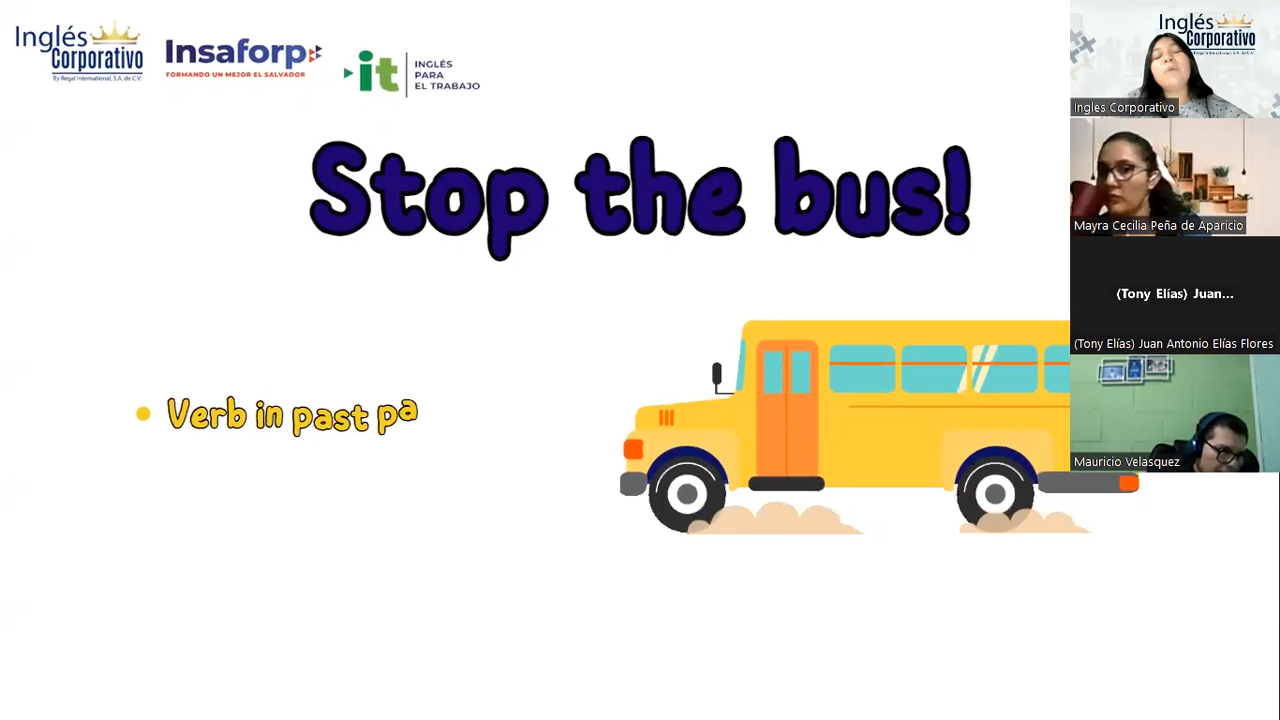 Inglés
Corporativo
By Regal International, S.A. de C.V.
Insaforp
FORMANDO UN MEJOR EL SALVADOR
it
INGLÉS
PARA
EL TRABAJO
Stop the bus!
Verb in past pa
Inglés
Corporativo
Ingles Corporativo
Mayra Cecilia Peña de Aparicio
(Tony Elías) Juan...
(Tony Elías) Juan Antonio Elías Flores
Mauricio Velasquez